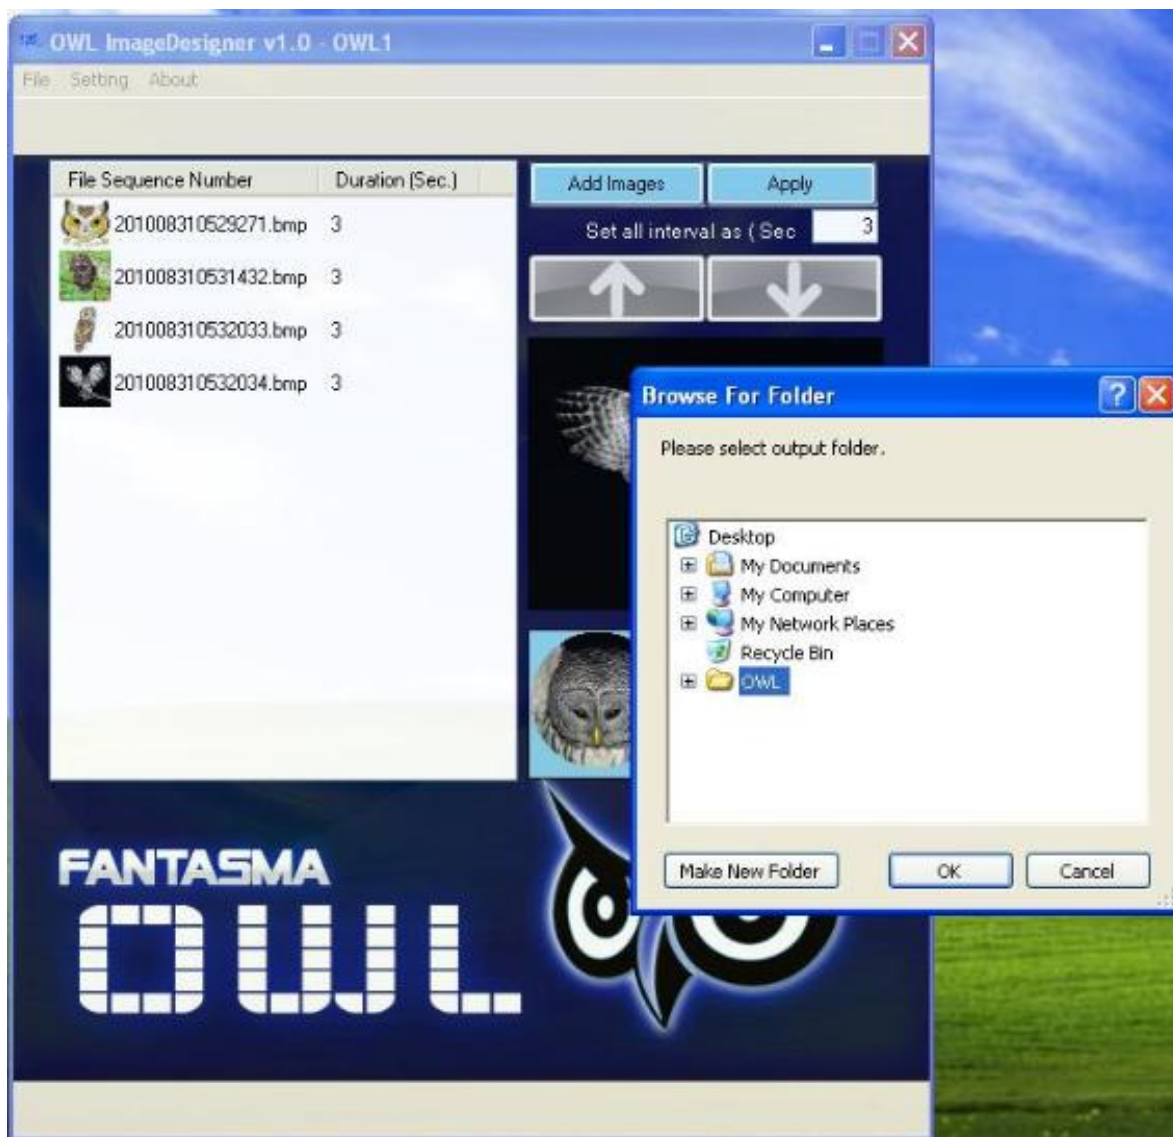 OWL ImageDesigner v1.0 - OWL1
File Setting About
File Sequence Number Duration (Sec.)
201008310529271.bmp 3
201008310531432.bmp 3
201008310532033.bmp 3
201008310532034.bmp 3
Add Images Apply
Set all interval as ( Sec 3
Browse For Folder
Please select output folder.
Desktop
My Documents
My Computer
My Network Places
Recycle Bin
OWL
Make New Folder OK Cancel
FANTASMA
OWL